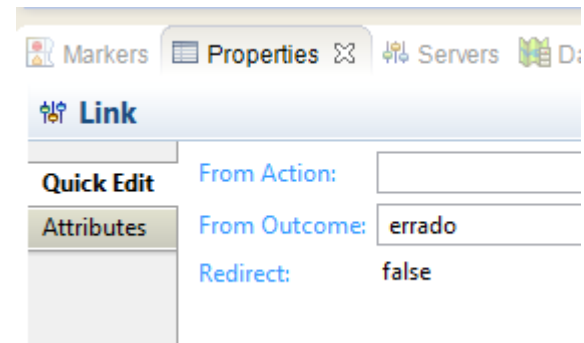 Markers Properties Servers Da
Link
Quick Edit
From Action:
Attributes
From Outcome: errado
Redirect: false